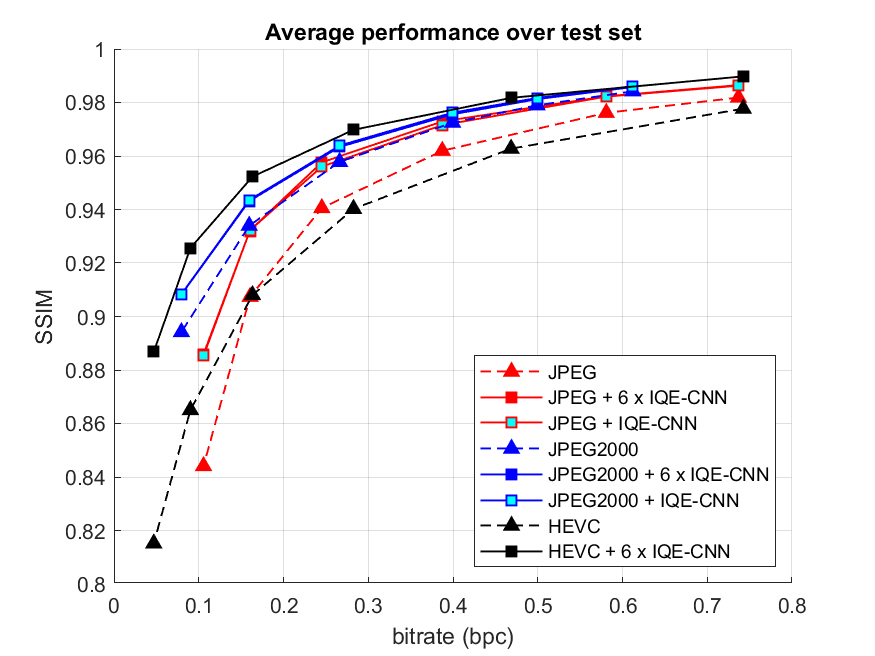 Average performance over test set
1
0.98
0.96
0.94
0.92
0.9
0.88
0.86
0.84
0.82
0.8
SSIM
JPEG
JPEG + 6 x IQE-CNN
JPEG + IQE-CNN
JPEG2000
JPEG2000 + 6 x IQE-CNN
JPEG2000 + IQE-CNN
HEVC
HEVC + 6 x IQE-CNN
0 0.1 0.2 0.3 0.4 0.5 0.6 0.7 0.8
bitrate (bpc)